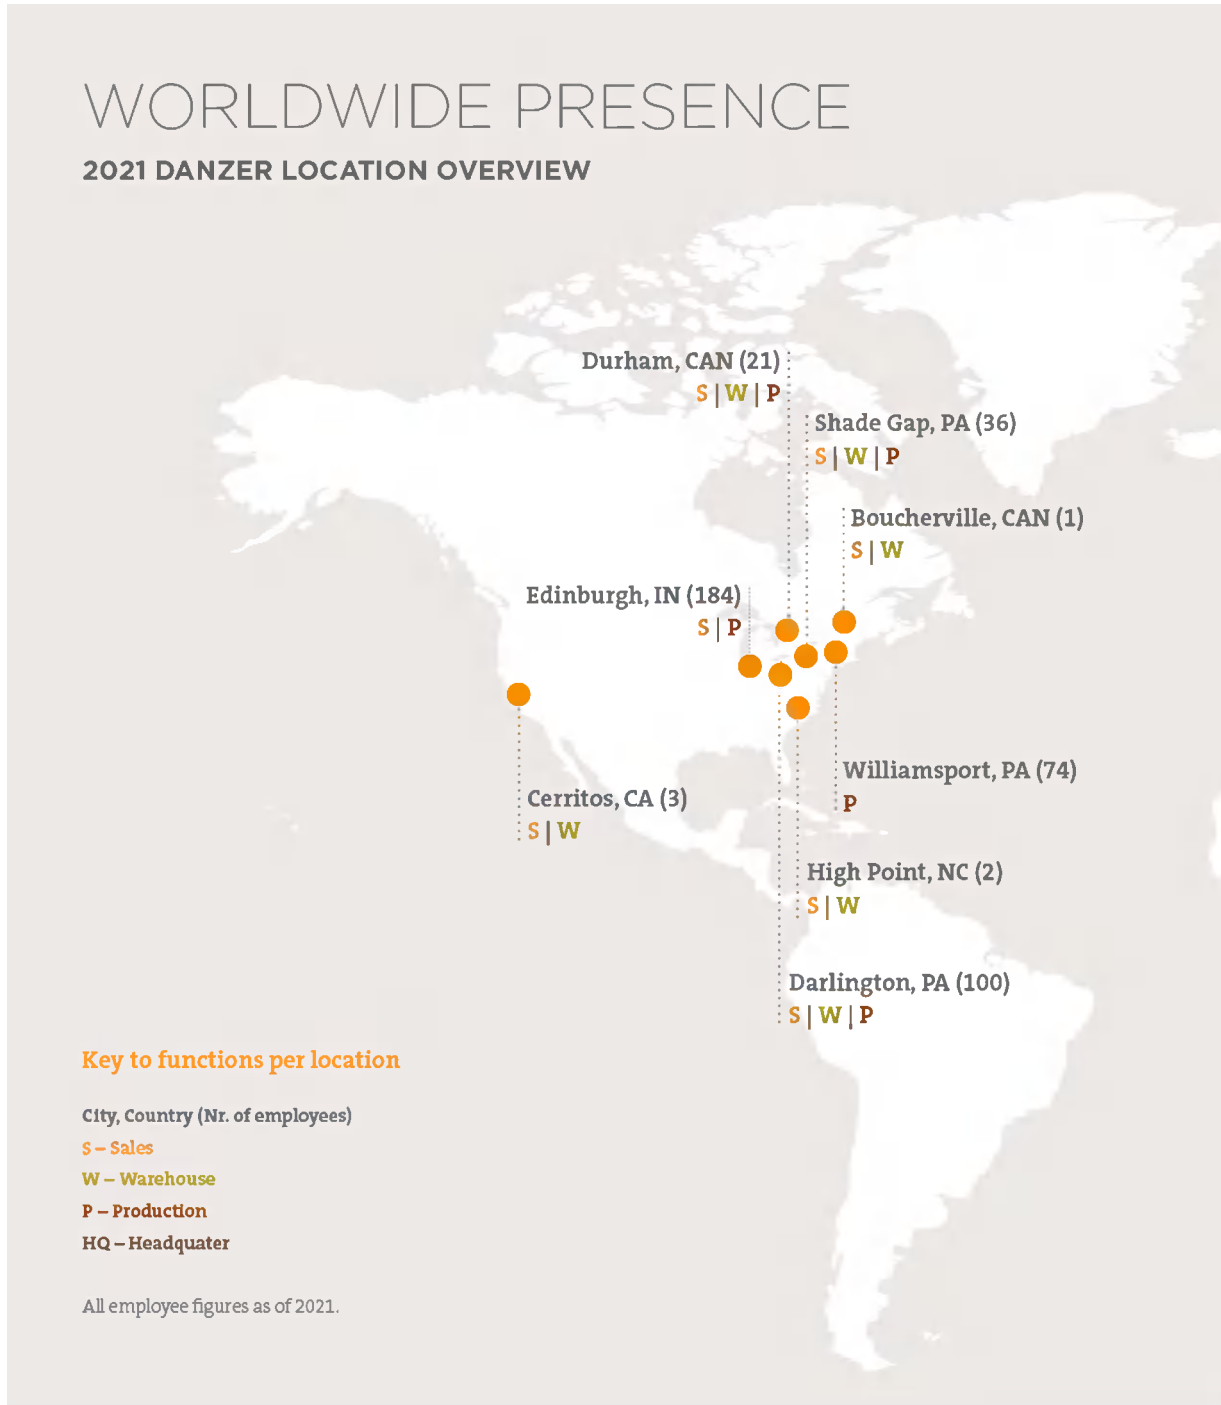 WORLDWIDE PRESENCE
2021 DANZER LOCATION OVERVIEW
Durham, CAN (21)
S | W | P
Shade Gap, PA (36)
S | W | P
Boucherville, CAN (1)
S | W
Edinburgh, IN (184)
S | P
Williamsport, PA (74)
P
Cerritos, CA (3)
S | W
High Point, NC (2)
S | W
Darlington, PA (100)
S | W | P
Key to functions per location
City, Country (Nr. of employees)
S – Sales
W – Warehouse
P – Production
HQ – Headquater
All employee figures as of 2021.